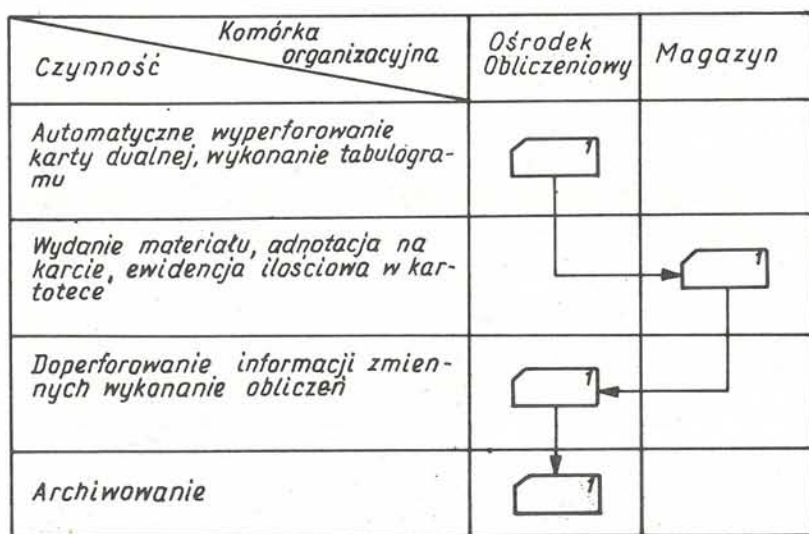 Komórka
organizacyjna
Czynność
Ośrodek
Obliczeniowy
Magazyn
Automatyczne wyperforowanie
karty dualnej, wykonanie tabulogra-
mu
1
Wydanie materiału, adnotacja na
karcie, ewidencja ilościowa w kar-
totece
1
Doperforowanie informacji zmien-
nych wykonanie obliczeń
1
Archiwowanie
1